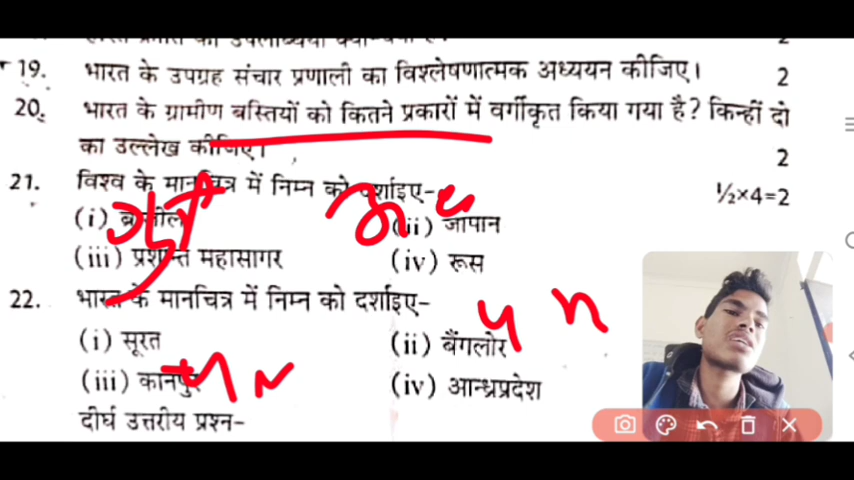 19. भारत के उपग्रह संचार प्रणाली का विश्लेषणात्मक अध्ययन कीजिए। 2
20. भारत के ग्रामीण बस्तियों को कितने प्रकारों में वर्गीकृत किया गया है? किन्हीं दो
का उल्लेख कीजिए। 2
21. विश्व के मानचित्र में निम्न को दर्शाइए– ½×4=2
(i) ब्राजील (ii) जापान
(iii) प्रशान्त महासागर (iv) रूस
22. भारत के मानचित्र में निम्न को दर्शाइए–
(i) सूरत (ii) बैंगलोर
(iii) कानपुर (iv) आन्ध्रप्रदेश
दीर्घ उत्तरीय प्रश्न–